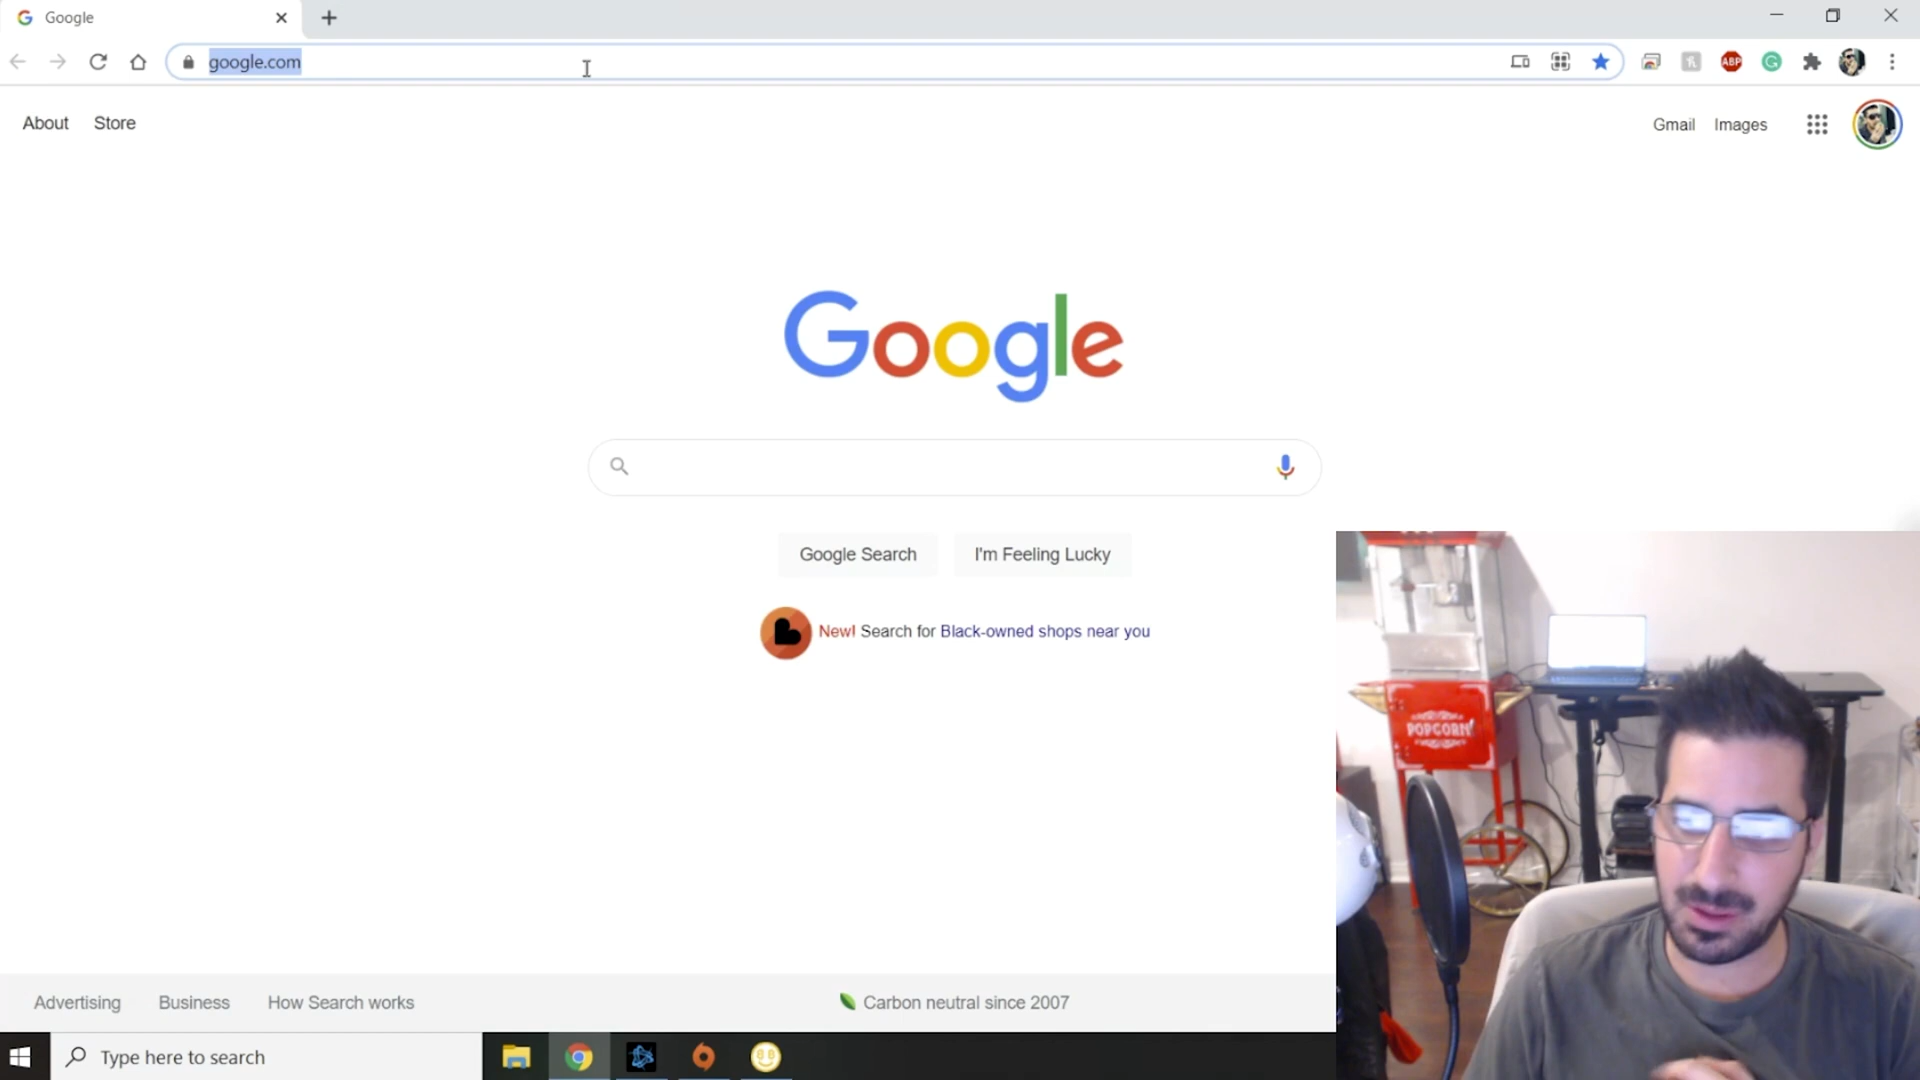 Google
google.com
ABP
About Store
Gmail Images
Google
Google Search I'm Feeling Lucky
New! Search for Black-owned shops near you
POPCORN
Advertising Business How Search works
Carbon neutral since 2007
Type here to search